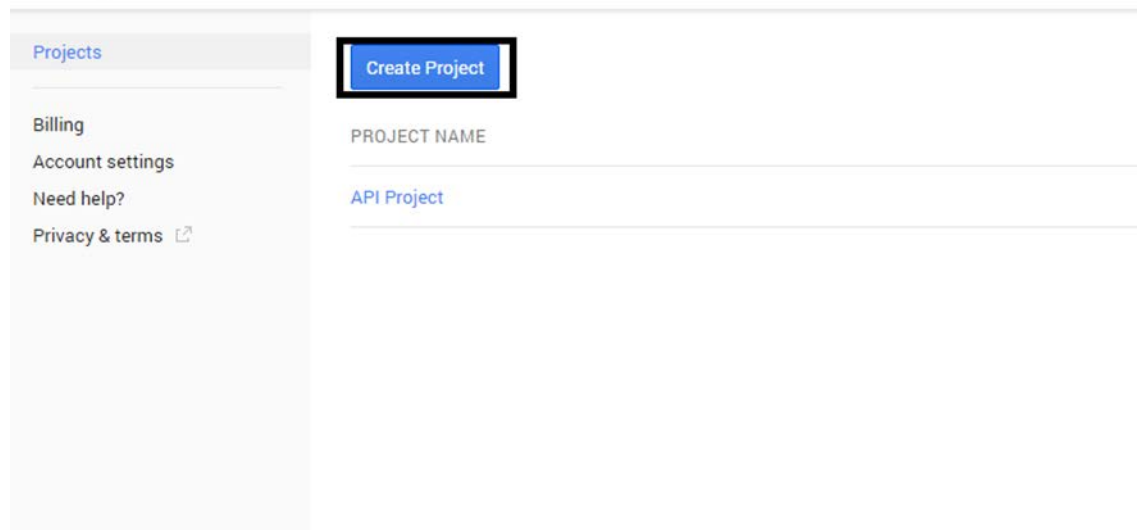 Projects
Billing
Account settings
Need help?
Privacy & terms
Create Project
PROJECT NAME
API Project